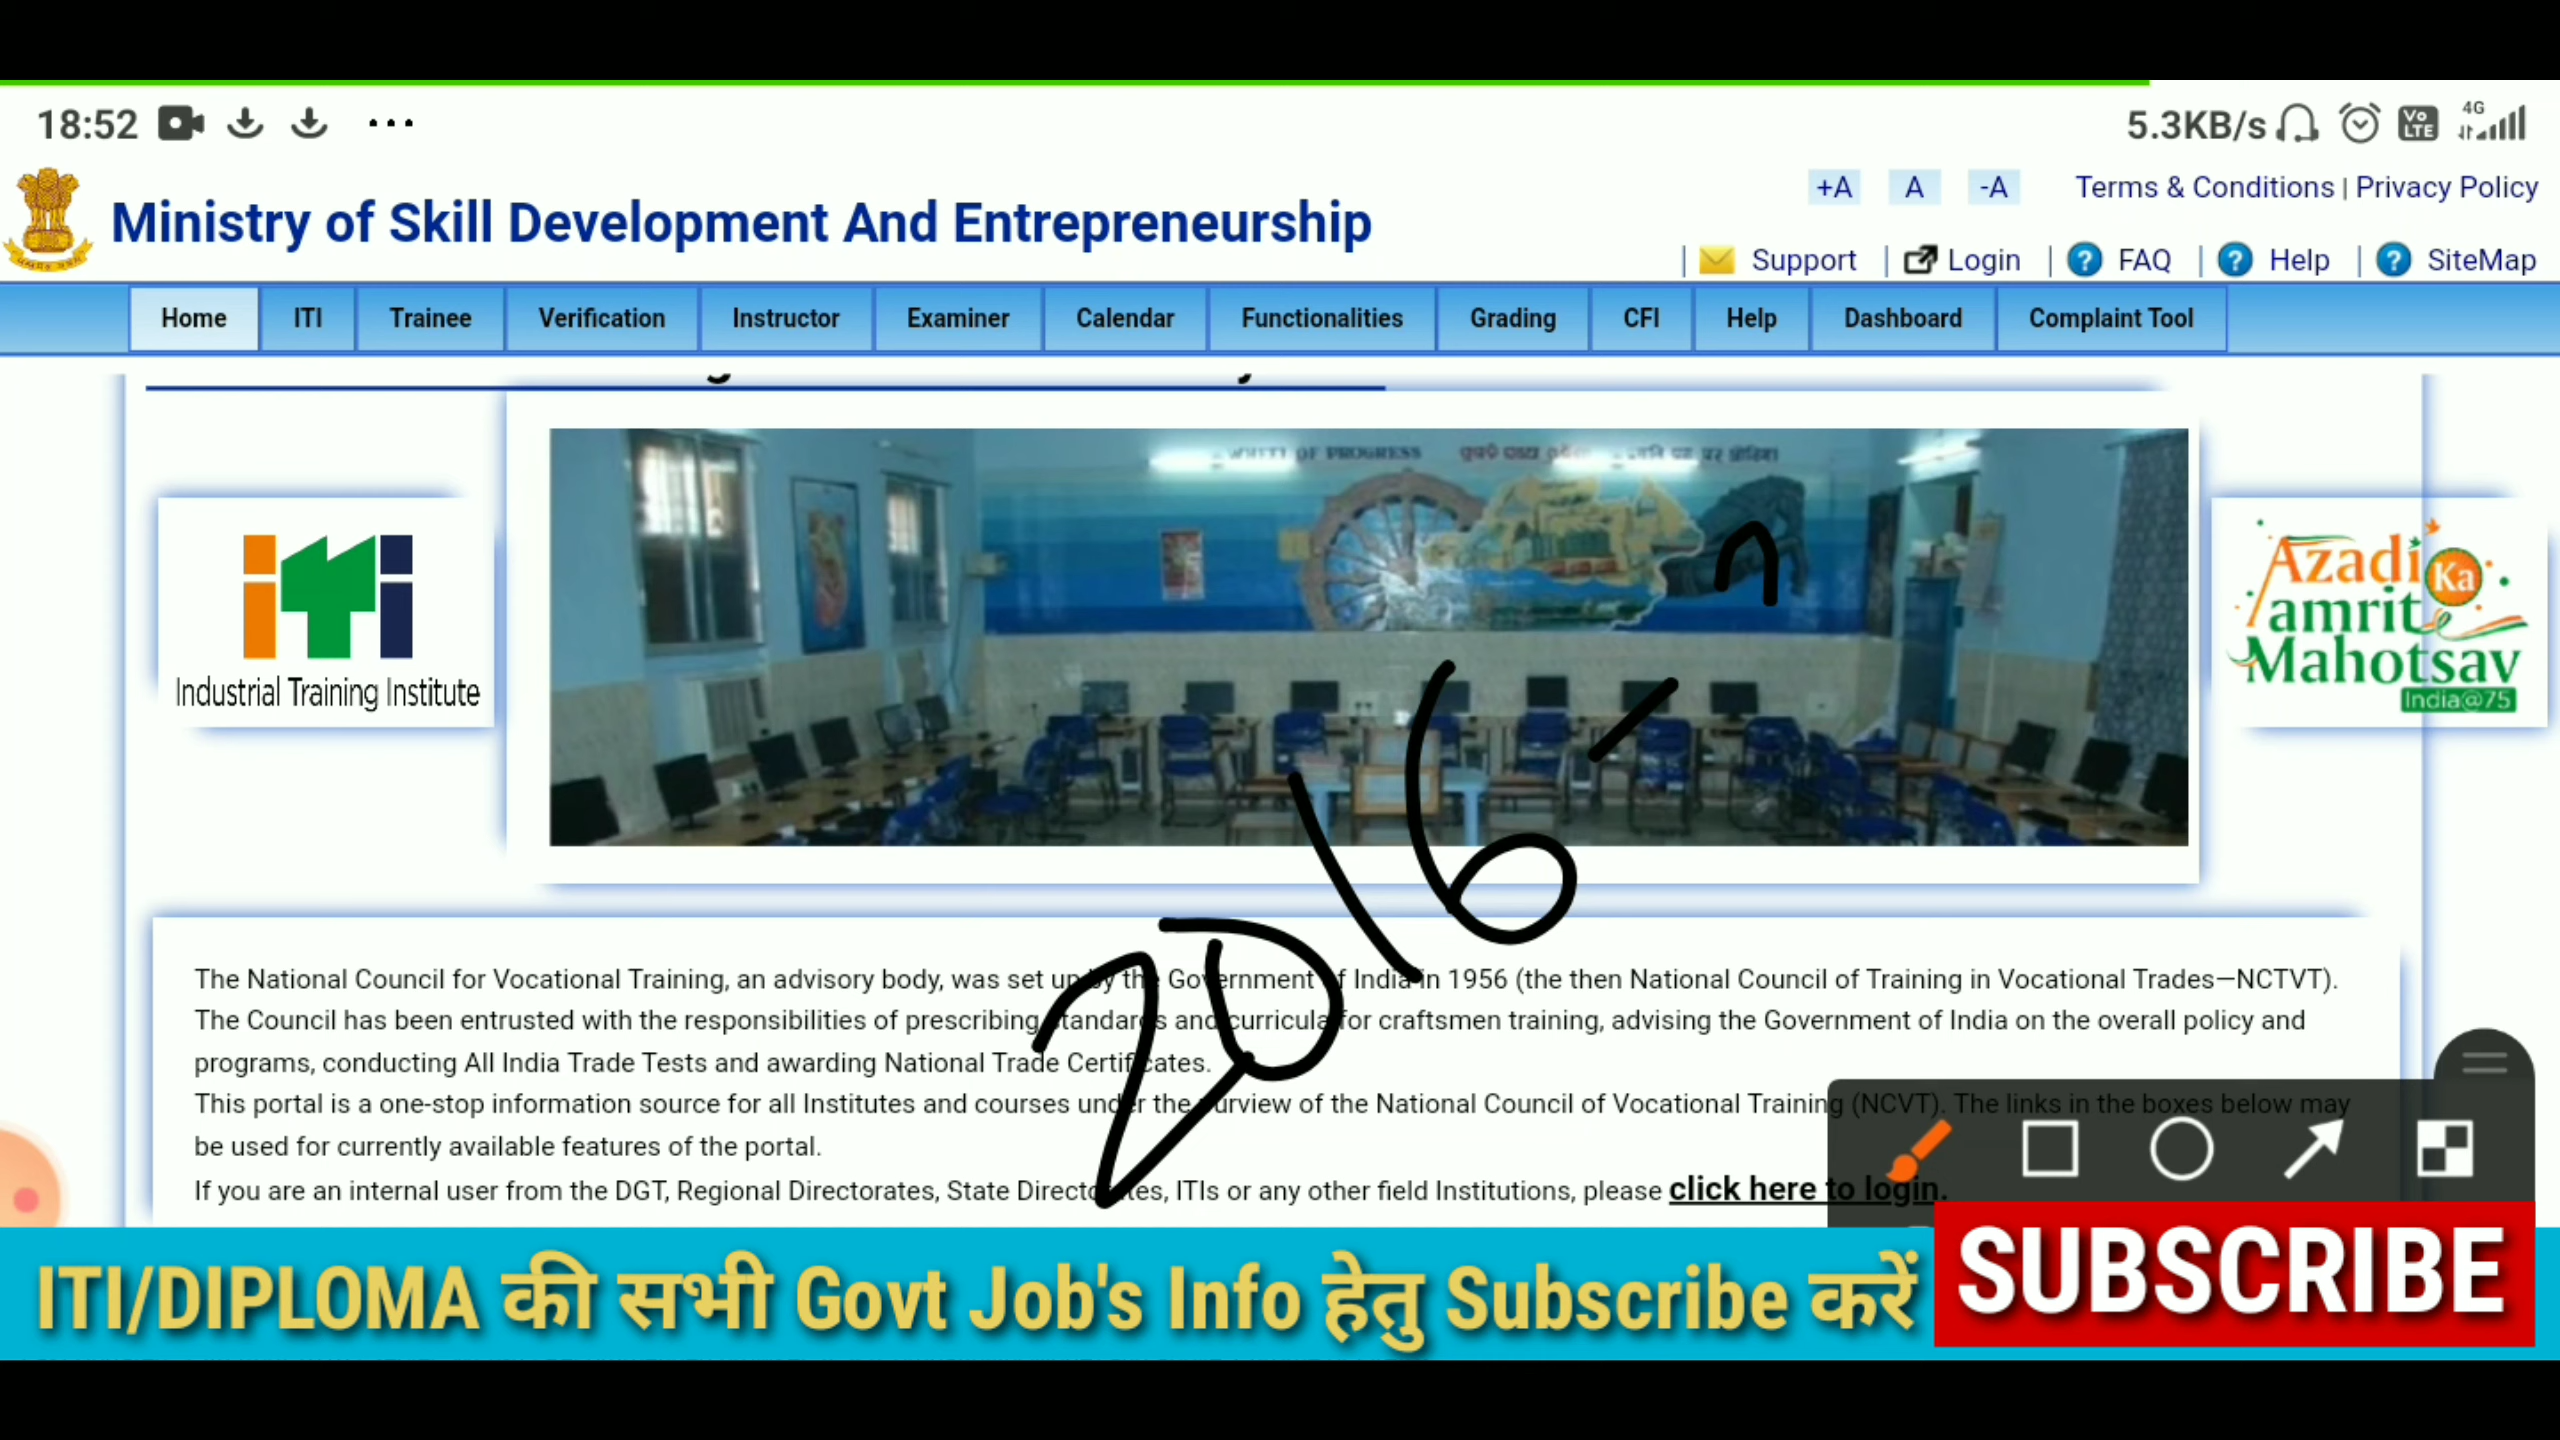 18:52 ... 5.3KB/s Vo LTE 4G
+A A -A Terms & Conditions | Privacy Policy
Ministry of Skill Development And Entrepreneurship
| Support | Login | FAQ | Help | SiteMap
Home ITI Trainee Verification Instructor Examiner Calendar Functionalities Grading CFI Help Dashboard Complaint Tool
OF PROGRESS
iTi
Industrial Training Institute
Azadi Ka
amrit
Mahotsav
India@75
2016-
The National Council for Vocational Training, an advisory body, was set up by the Government of India in 1956 (the then National Council of Training in Vocational Trades—NCTVT).
The Council has been entrusted with the responsibilities of prescribing standards and curricula for craftsmen training, advising the Government of India on the overall policy and
programs, conducting All India Trade Tests and awarding National Trade Certificates.
This portal is a one-stop information source for all Institutes and courses under the purview of the National Council of Vocational Training (NCVT). The links in the boxes below may
be used for currently available features of the portal.
If you are an internal user from the DGT, Regional Directorates, State Directorates, ITIs or any other field Institutions, please click here to login.
ITI/DIPLOMA की सभी Govt Job's Info हेतु Subscribe करें SUBSCRIBE